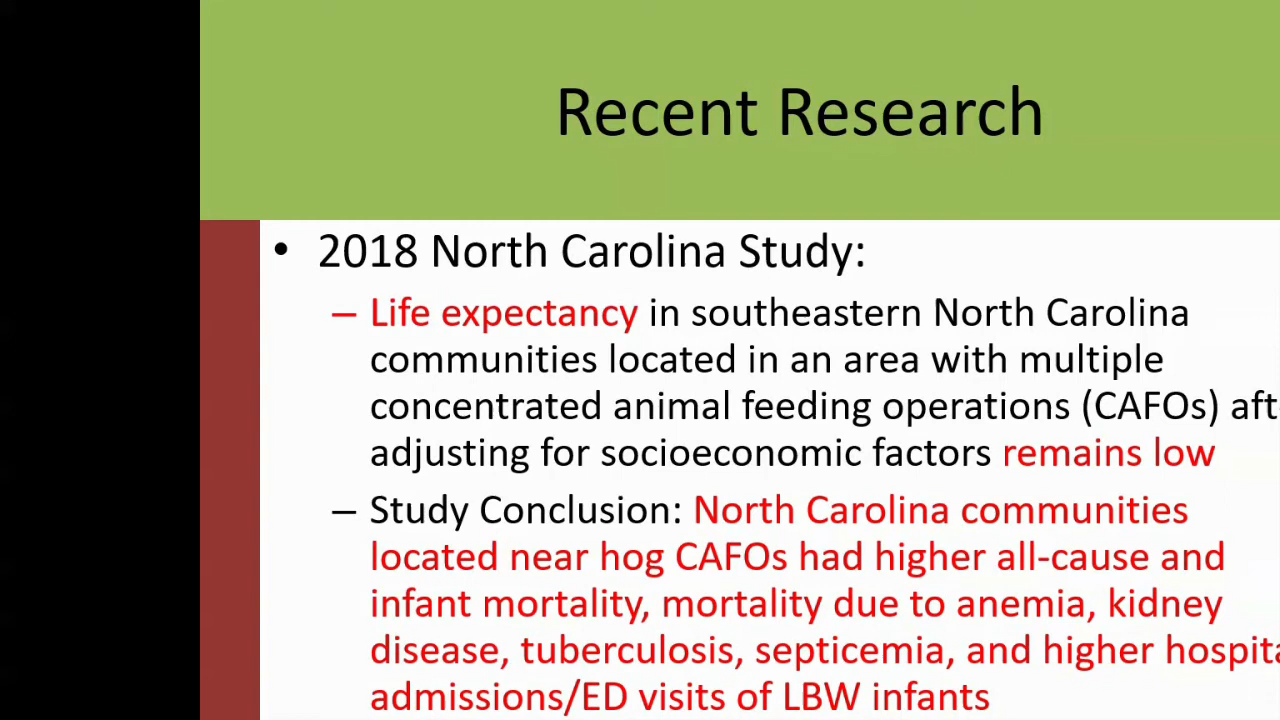 Recent Research
• 2018 North Carolina Study:
– Life expectancy in southeastern North Carolina
communities located in an area with multiple
concentrated animal feeding operations (CAFOs)
adjusting for socioeconomic factors remains low
– Study Conclusion: North Carolina communities
located near hog CAFOs had higher all-cause and
infant mortality, mortality due to anemia, kidney
disease, tuberculosis, septicemia, and higher
admissions/ED visits of LBW infants